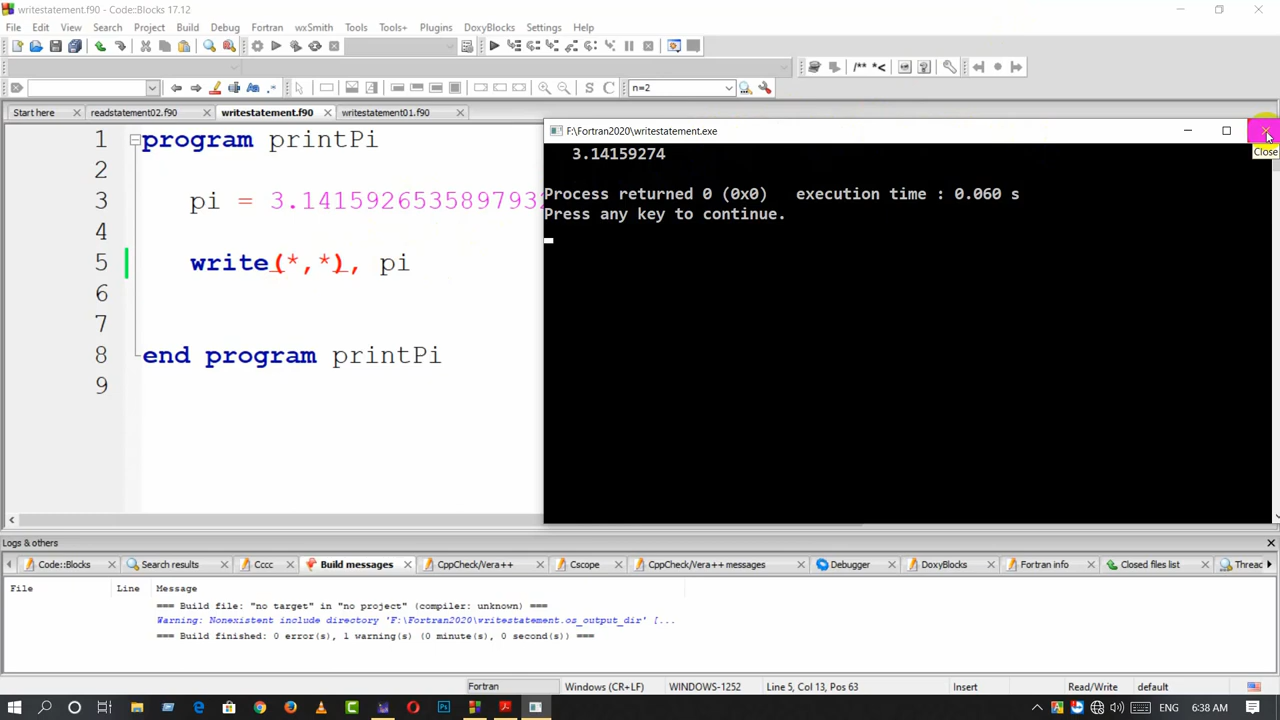 writestatement.f90 - Code::Blocks 17.12
File Edit View Search Project Build Debug Fortran wxSmith Tools Tools+ Plugins DoxyBlocks Settings Help
/** *<
S C
n=2
Start here readstatement02.f90 writestatement.f90 writestatement01.f90
F:\Fortran2020\writestatement.exe
Close
1 program printPi
2
3 pi = 3.1415926535897932
4
5 write(*,*), pi
6
7
8 end program printPi
9
3.14159274
Process returned 0 (0x0) execution time : 0.060 s
Press any key to continue.
Logs & others
Code::Blocks Search results Cccc Build messages CppCheck/Vera++ Cscope CppCheck/Vera++ messages Debugger DoxyBlocks Fortran info Closed files list Threa
File Line Message
=== Build file: "no target" in "no project" (compiler: unknown) ===
Warning: Nonexistent include directory 'F:\Fortran2020\writestatement.os_output_dir' [...
=== Build finished: 0 error(s), 1 warning(s) (0 minute(s), 0 second(s)) ===
Fortran Windows (CR+LF) WINDOWS-1252 Line 5, Col 13, Pos 63 Insert Read/Write default
ENG 6:38 AM